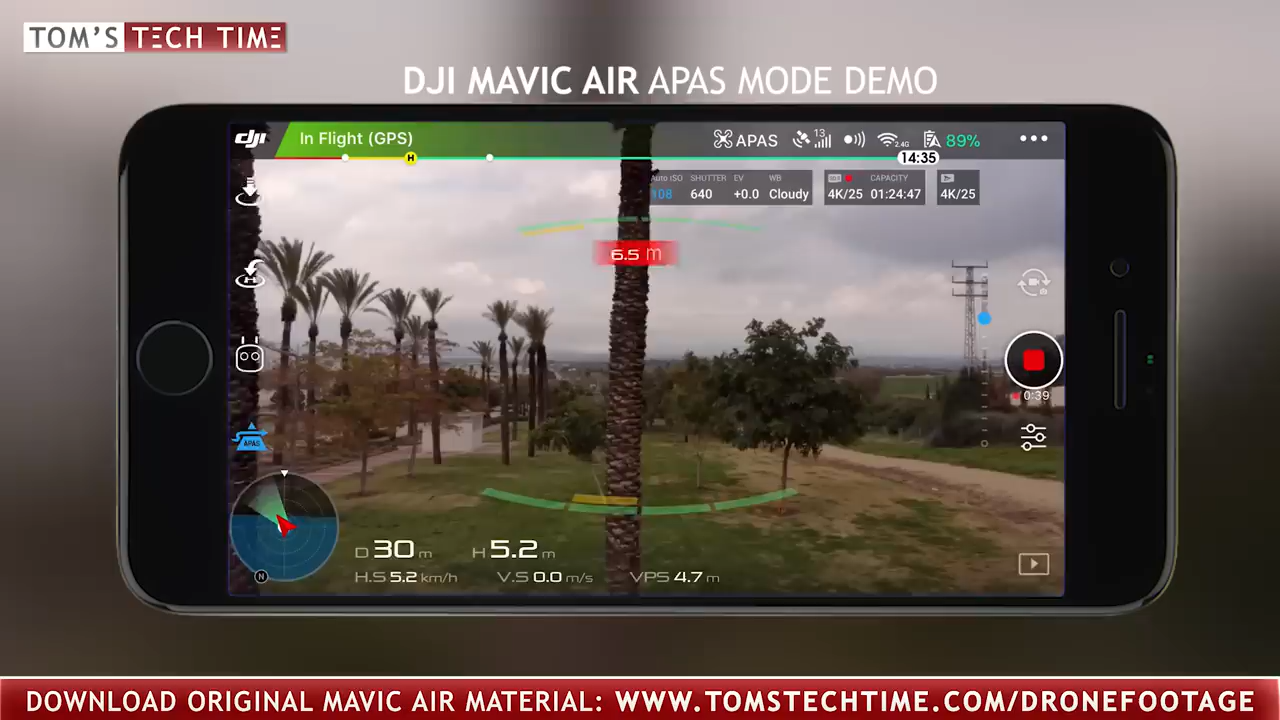 TOM'S TECH TIME
DJI MAVIC AIR APAS MODE DEMO
dji In Flight (GPS) APAS 13 2.4G 89%
H 14:35
Auto ISO SHUTTER EV WB CAPACITY
108 640 +0.0 Cloudy 4K/25 01:24:47 4K/25
6.5 m
H
0:39
APAS
D 30 m H 5.2 m
N H.S 5.2 km/h V.S 0.0 m/s VPS 4.7 m
DOWNLOAD ORIGINAL MAVIC AIR MATERIAL: WWW.TOMSTECHTIME.COM/DRONEFOOTAGE